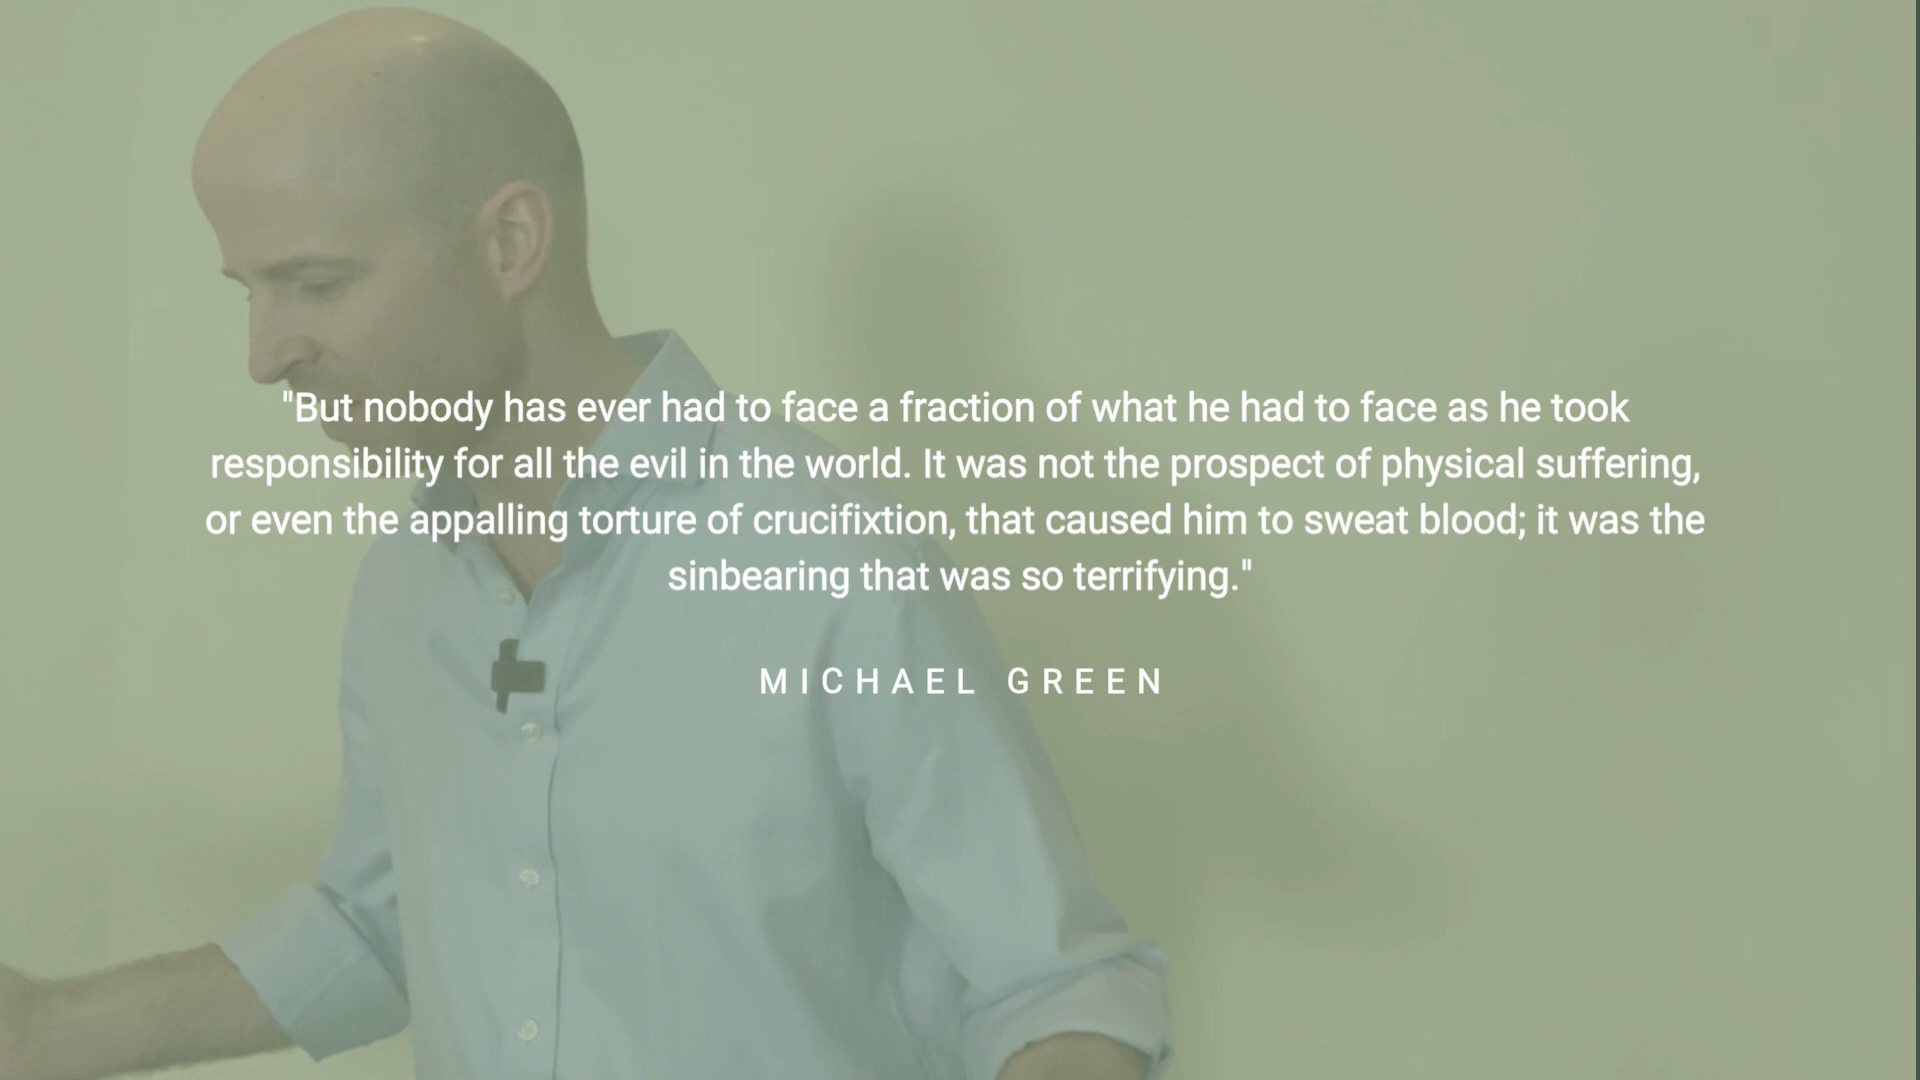 "But nobody has ever had to face a fraction of what he had to face as he took
responsibility for all the evil in the world. It was not the prospect of physical suffering,
or even the appalling torture of crucifixtion, that caused him to sweat blood; it was the
sinbearing that was so terrifying."
MICHAEL GREEN